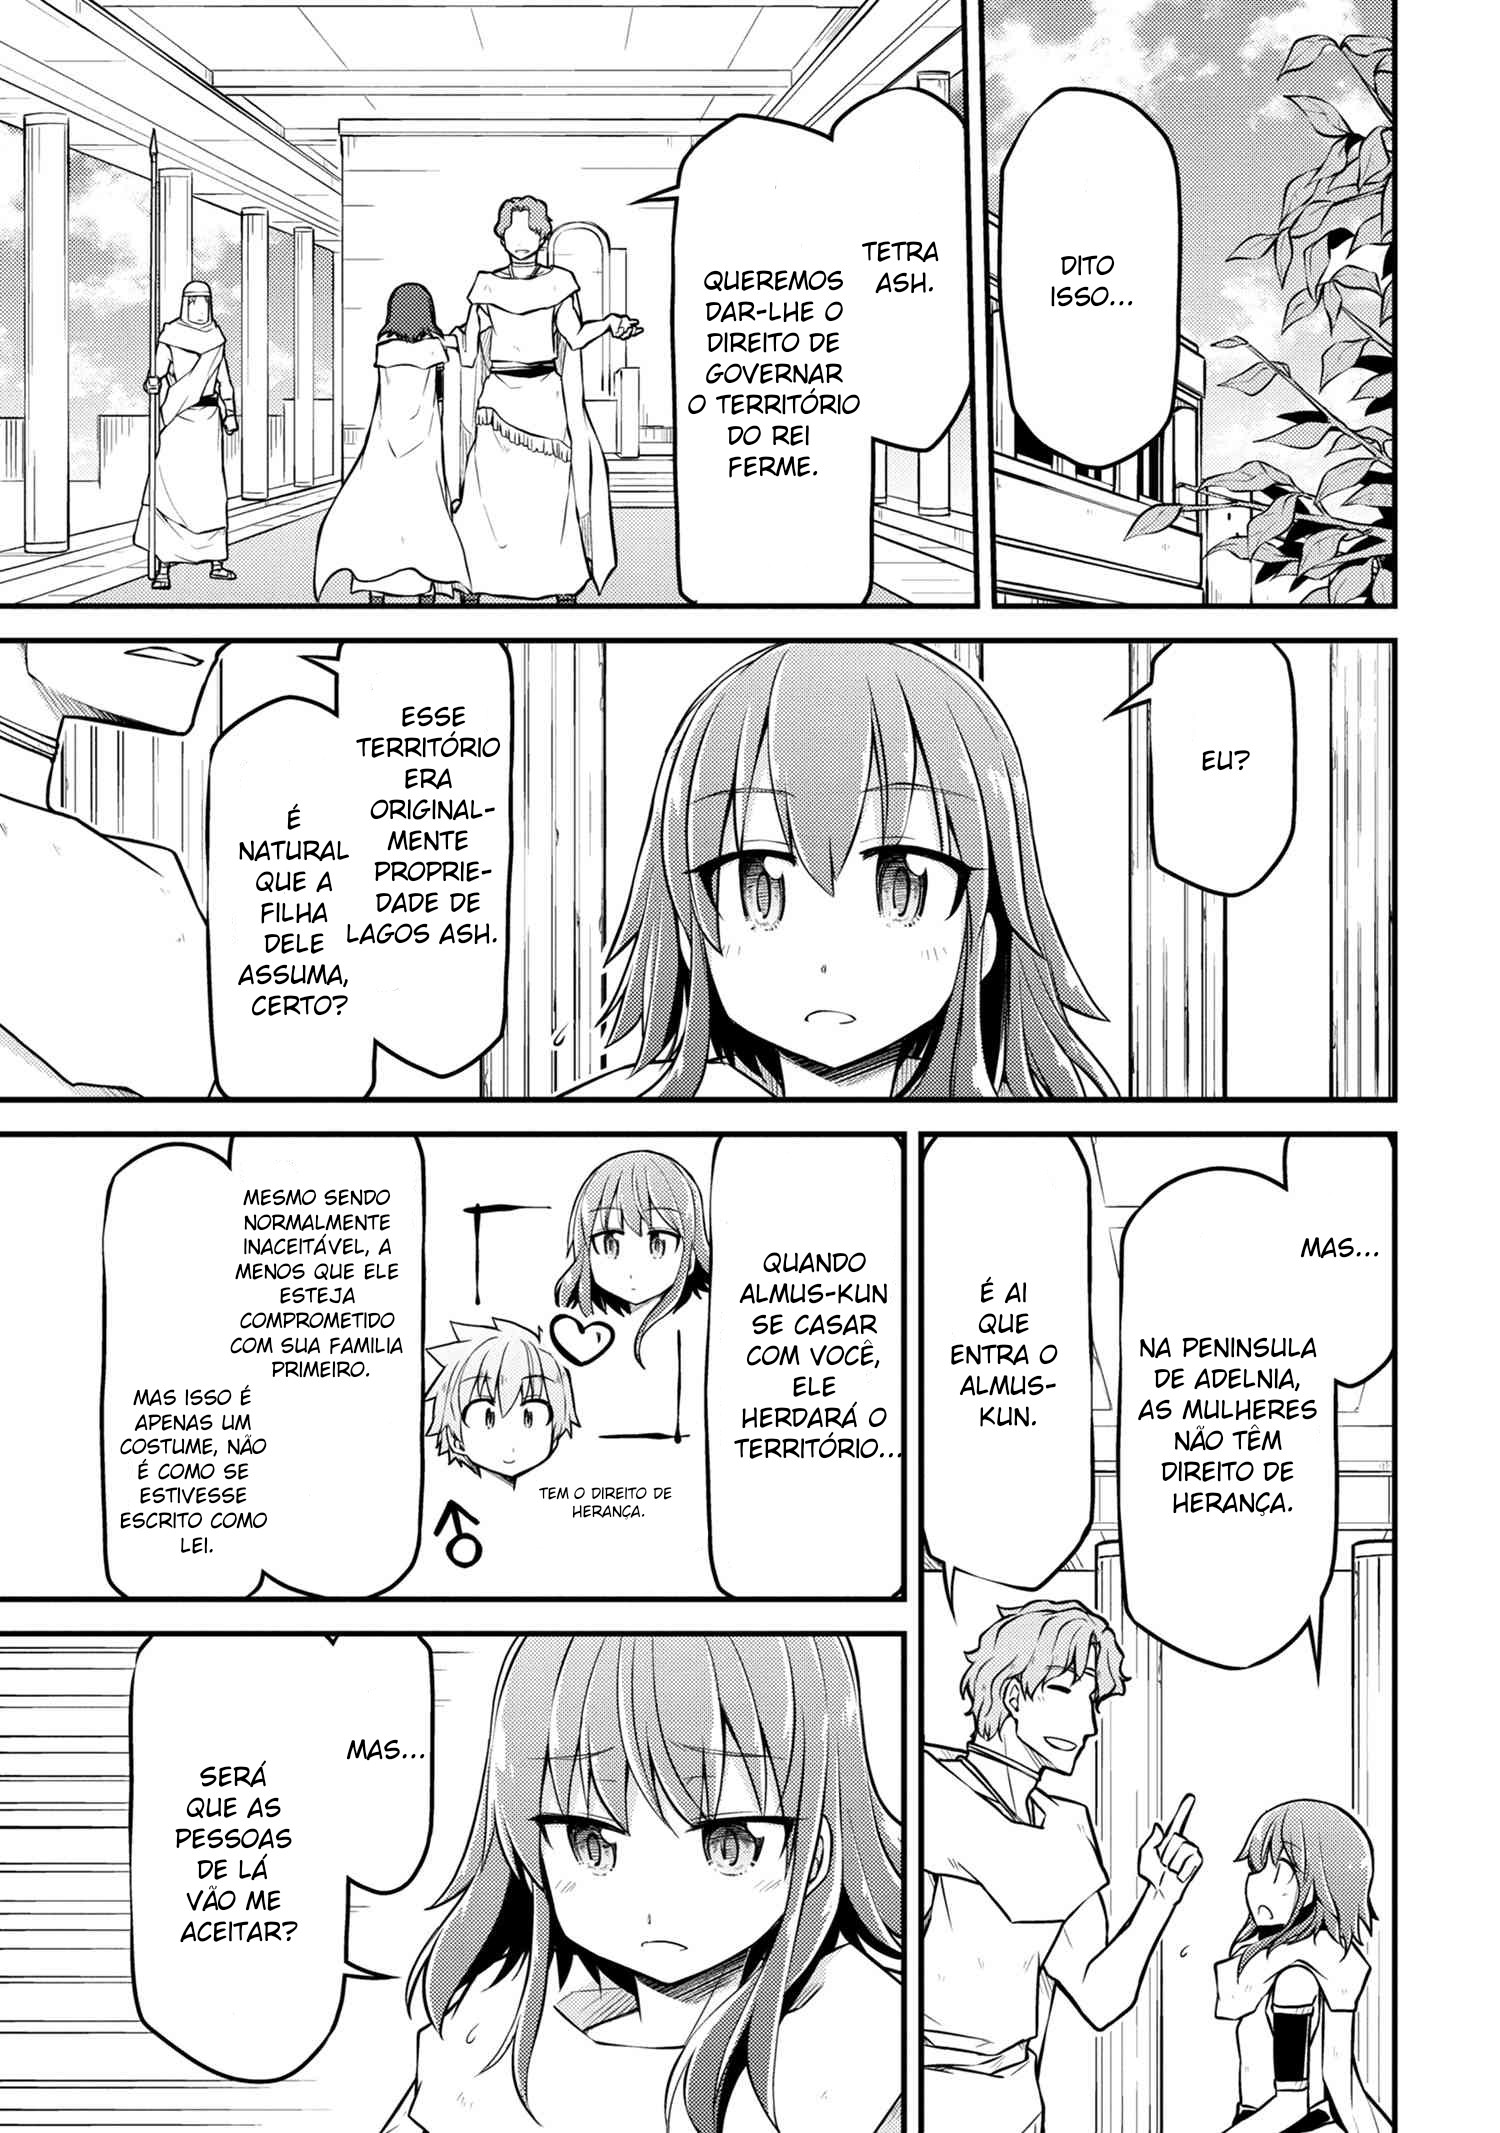 DITO
ISSO...
TETRA
ASH.
QUEREMOS
DAR-LHE O
DIREITO DE
GOVERNAR
O TERRITÓRIO
DO REI
FERME.
EU?
ESSE
TERRITÓRIO
ERA
ORIGINAL-
MENTE
PROPRIE-
DADE DE
LAGOS ASH.
É
NATURAL
QUE A
FILHA
DELE
ASSUMA,
CERTO?
MAS...
NA PENINSULA
DE ADELNIA,
AS MULHERES
NÃO TÊM
DIREITO DE
HERANÇA.
É AI
QUE
ENTRA O
ALMUS-
KUN.
QUANDO
ALMUS-KUN
SE CASAR
COM VOCÊ,
ELE
HERDARÁ O
TERRITÓRIO...
TEM O DIREITO DE
HERANÇA.
MESMO SENDO
NORMALMENTE
INACEITÁVEL, A
MENOS QUE ELE
ESTEJA
COMPROMETIDO
COM SUA FAMILIA
PRIMEIRO.
MAS ISSO É
APENAS UM
COSTUME, NÃO
É COMO SE
ESTIVESSE
ESCRITO COMO
LEI.
MAS...
SERÁ
QUE AS
PESSOAS
DE LÁ
VÃO ME
ACEITAR?